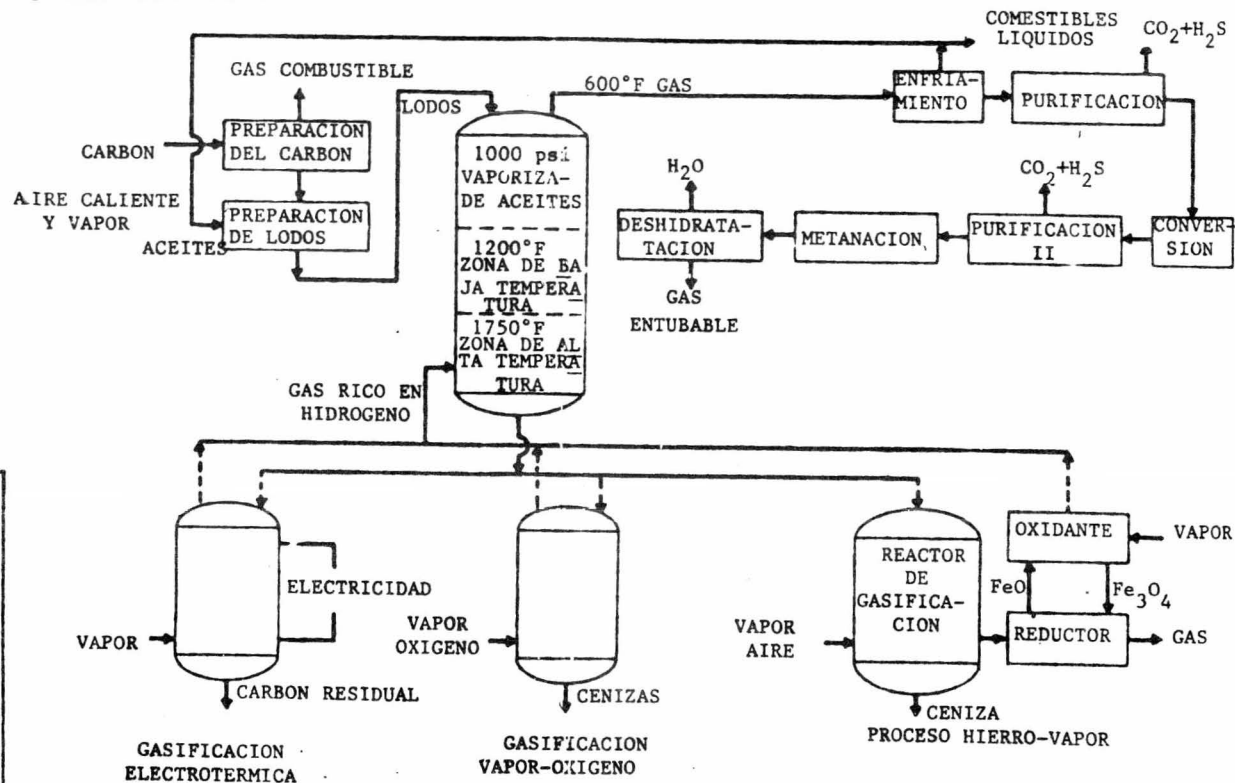 COMESTIBLES
LIQUIDOS
CO2+H2S
GAS COMBUSTIBLE
LODOS
600°F GAS
ENFRIA-
MIENTO
PURIFICACION
CARBON
PREPARACION
DEL CARBON
1000 psi
VAPORIZA-
DE ACEITES
AIRE CALIENTE
Y VAPOR
ACEITES
PREPARACION
DE LODOS
H2O
CO2+H2S
DESHIDRATA-
TACION
METANACION
PURIFICACION
II
CONVER-
SION
1200°F
ZONA DE BA
JA TEMPERA
TURA
GAS
ENTUBABLE
1750°F
ZONA DE AL
TA TEMPERA
TURA
GAS RICO EN
HIDROGENO
ELECTRICIDAD
VAPOR
CARBON RESIDUAL
GASIFICACION
ELECTROTERMICA
VAPOR
OXIGENO
CENIZAS
GASIFICACION
VAPOR-OXIGENO
REACTOR
DE
GASIFICA-
CION
VAPOR
AIRE
OXIDANTE
VAPOR
FeO
Fe3O4
REDUCTOR
GAS
CENIZA
PROCESO HIERRO-VAPOR